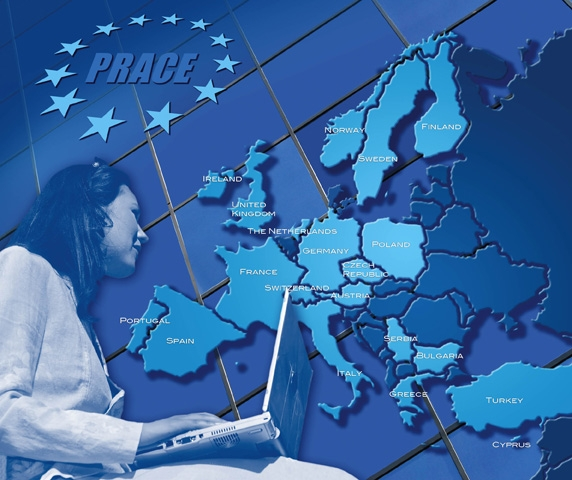 PRACE
NORWAY
FINLAND
SWEDEN
IRELAND
UNITED
KINGDOM
THE NETHERLANDS
GERMANY
POLAND
CZECH
REPUBLIC
FRANCE
SWITZERLAND
AUSTRIA
PORTUGAL
SPAIN
SERBIA
BULGARIA
ITALY
GREECE
TURKEY
CYPRUS